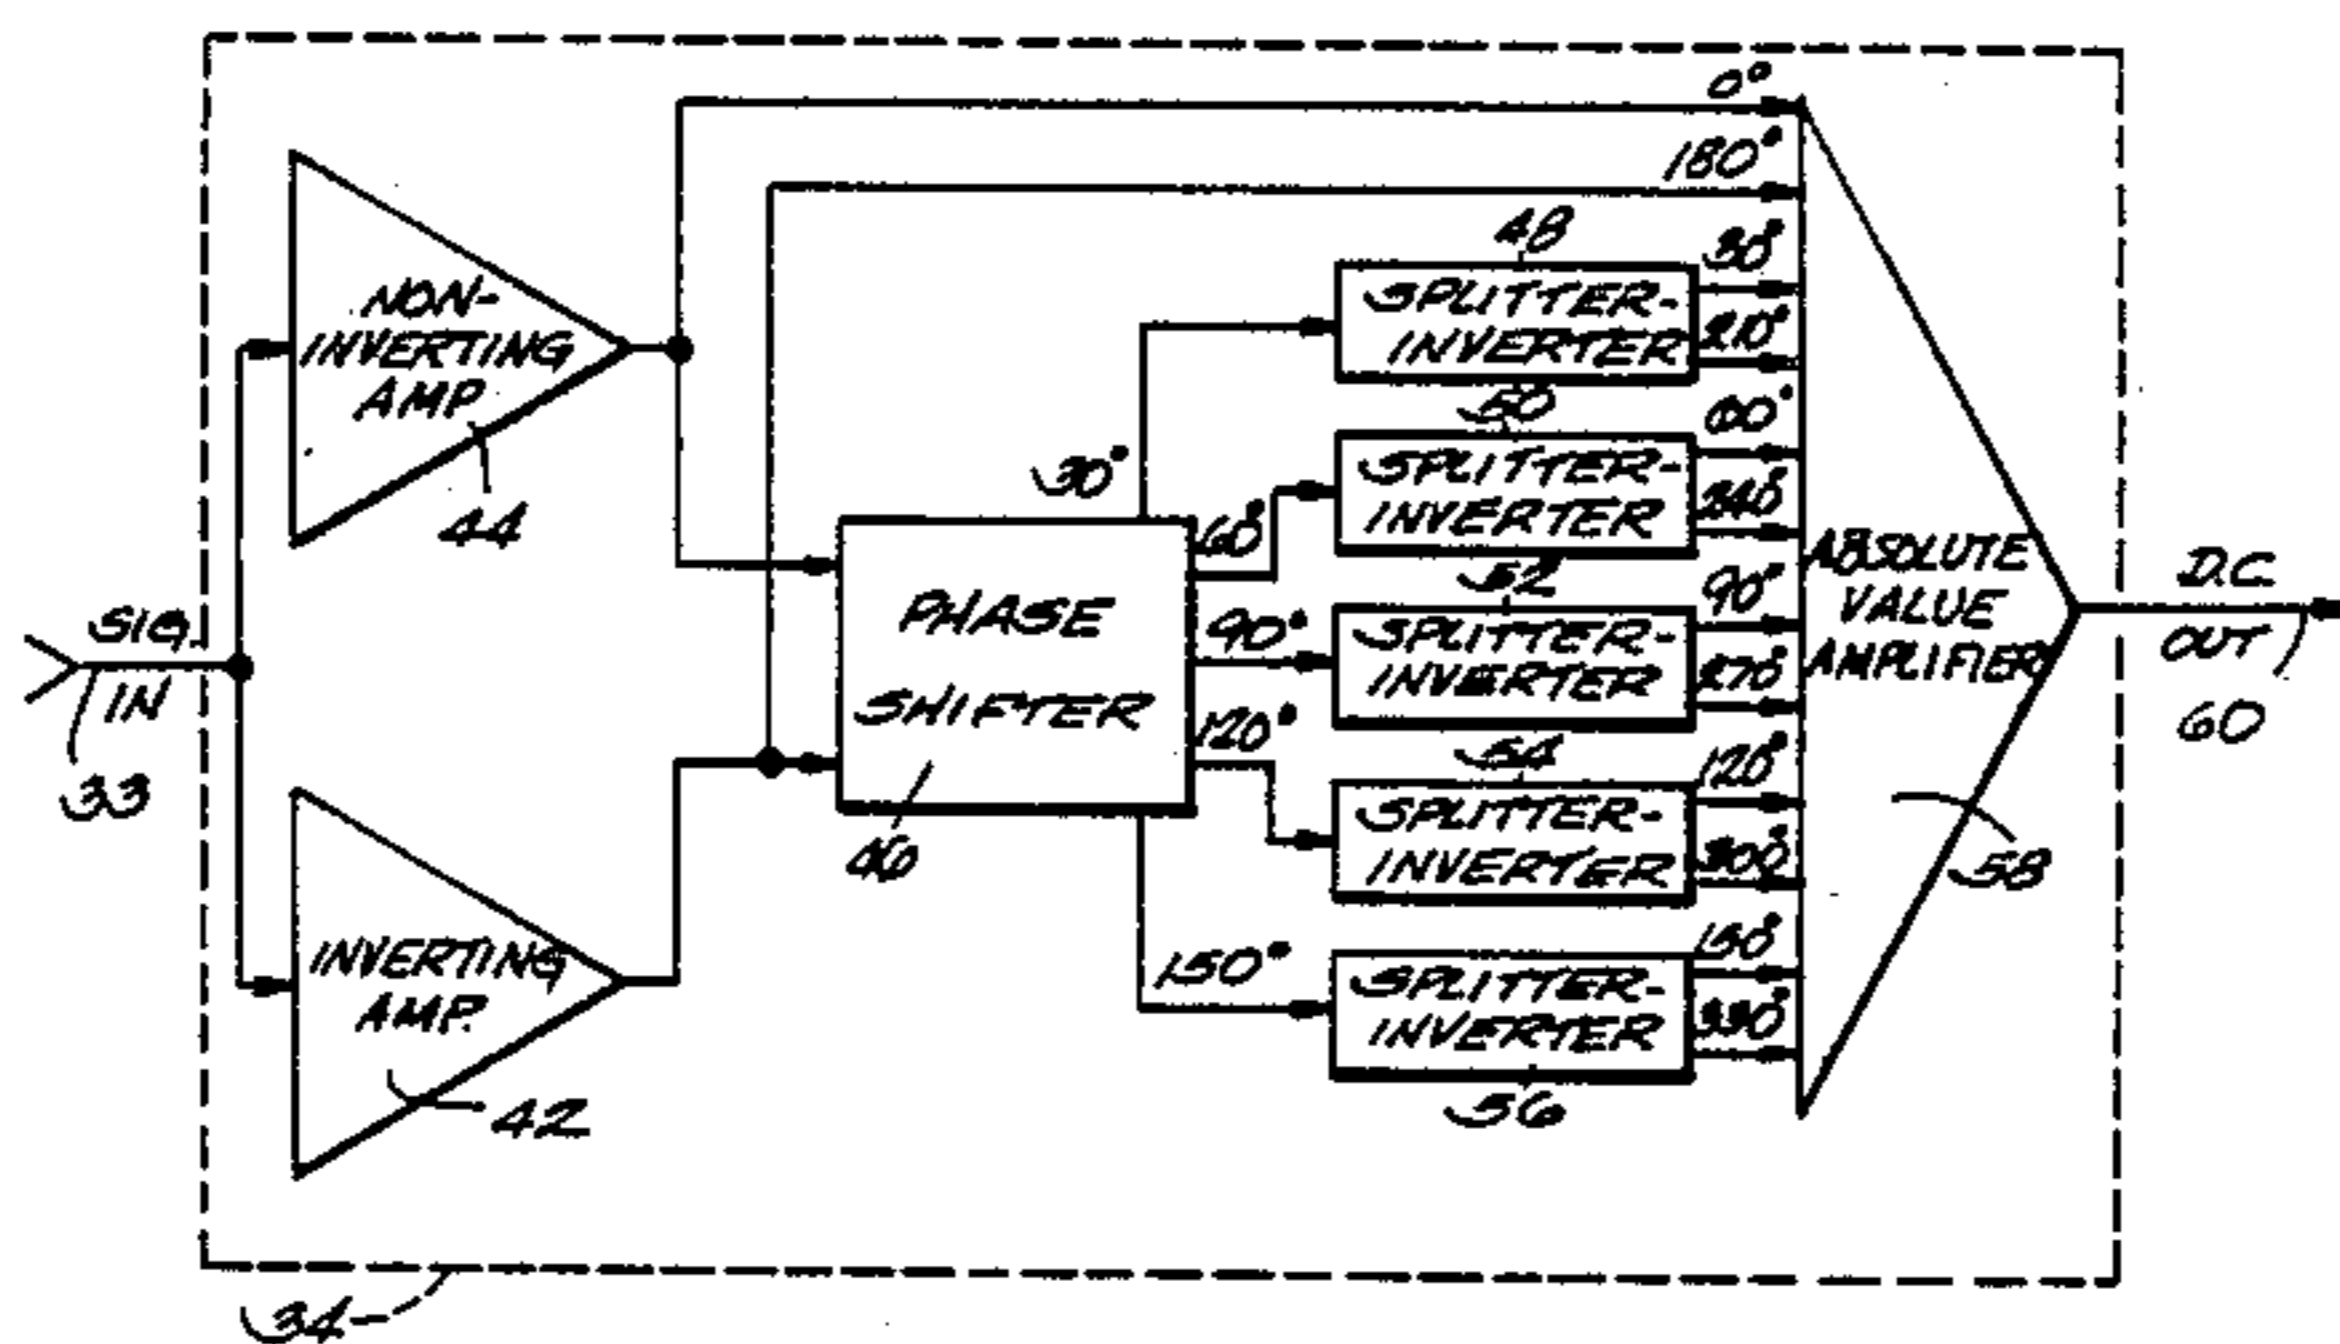 0°
180°
NON-
INVERTING
AMP
44
SIG.
IN
33
INVERTING
AMP.
42
34
PHASE
SHIFTER
46
30°
60°
90°
120°
150°
48
SPLITTER-
INVERTER
30°
210°
50
SPLITTER-
INVERTER
60°
240°
52
SPLITTER-
INVERTER
90°
270°
54
SPLITTER-
INVERTER
120°
300°
SPLITTER-
INVERTER
56
150°
330°
ABSOLUTE
VALUE
AMPLIFIER
58
D.C.
OUT
60